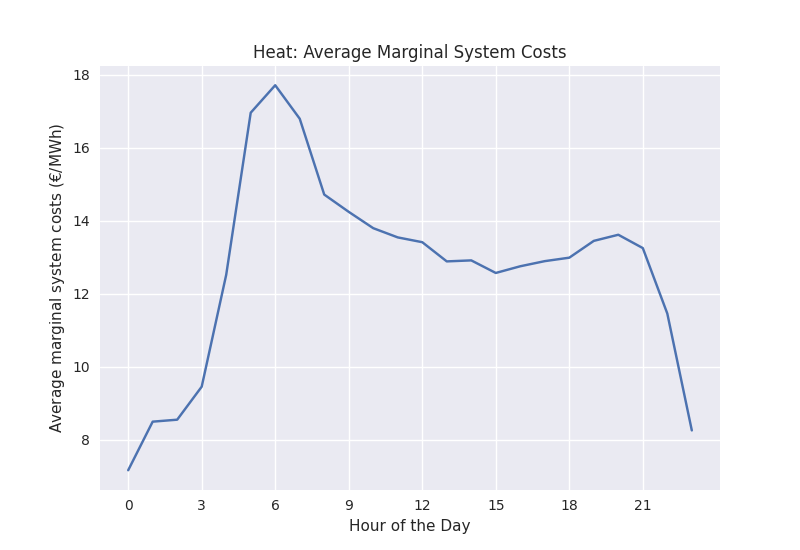 Heat: Average Marginal System Costs
Average marginal system costs (€/MWh)
18
16
14
12
10
8
0 3 6 9 12 15 18 21
Hour of the Day